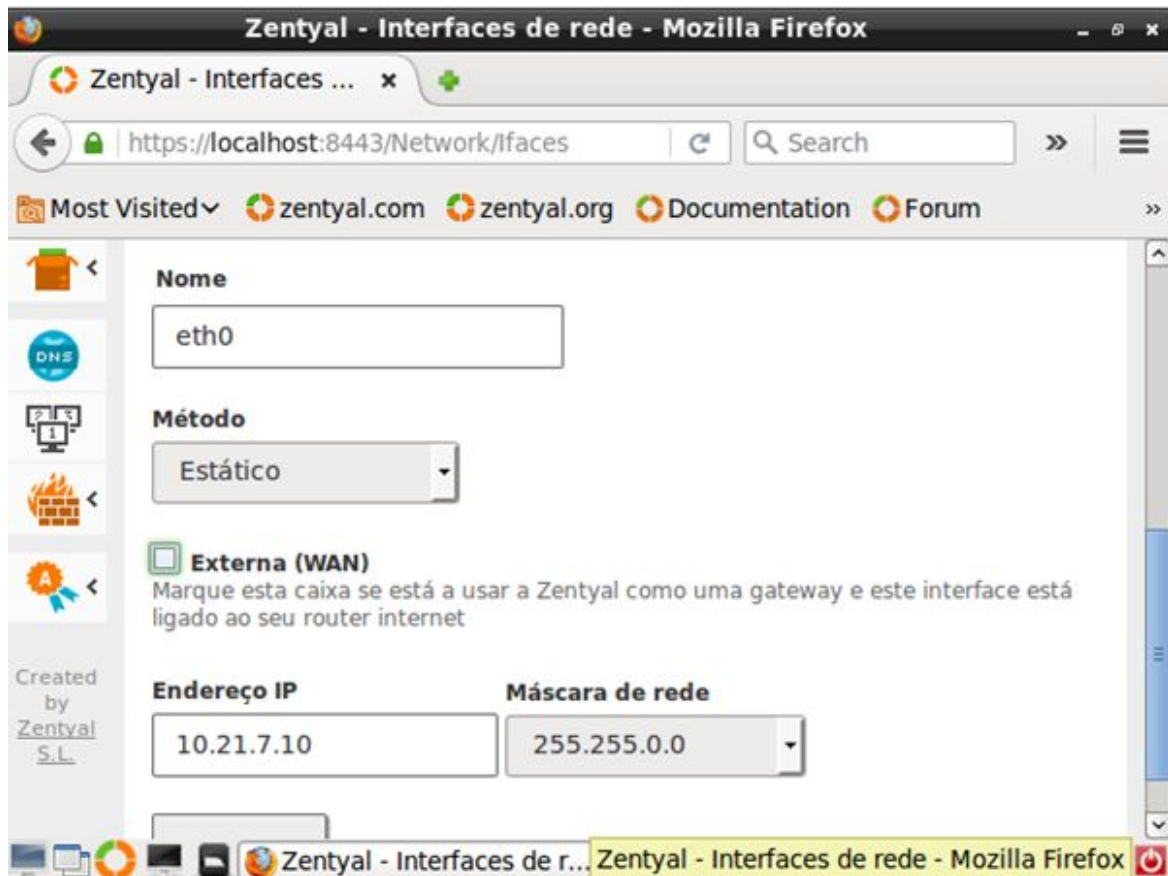 Zentyal - Interfaces de rede - Mozilla Firefox
Zentyal - Interfaces ...
https://localhost:8443/Network/Ifaces
Search
Most Visited
zentyal.com
zentyal.org
Documentation
Forum
Nome
eth0
DNS
Método
Estático
Externa (WAN)
Marque esta caixa se está a usar a Zentyal como uma gateway e este interface está
ligado ao seu router internet
A
Created
by
Zentyal
S.L.
Endereço IP
Máscara de rede
10.21.7.10
255.255.0.0
Zentyal - Interfaces de r...
Zentyal - Interfaces de rede - Mozilla Firefox